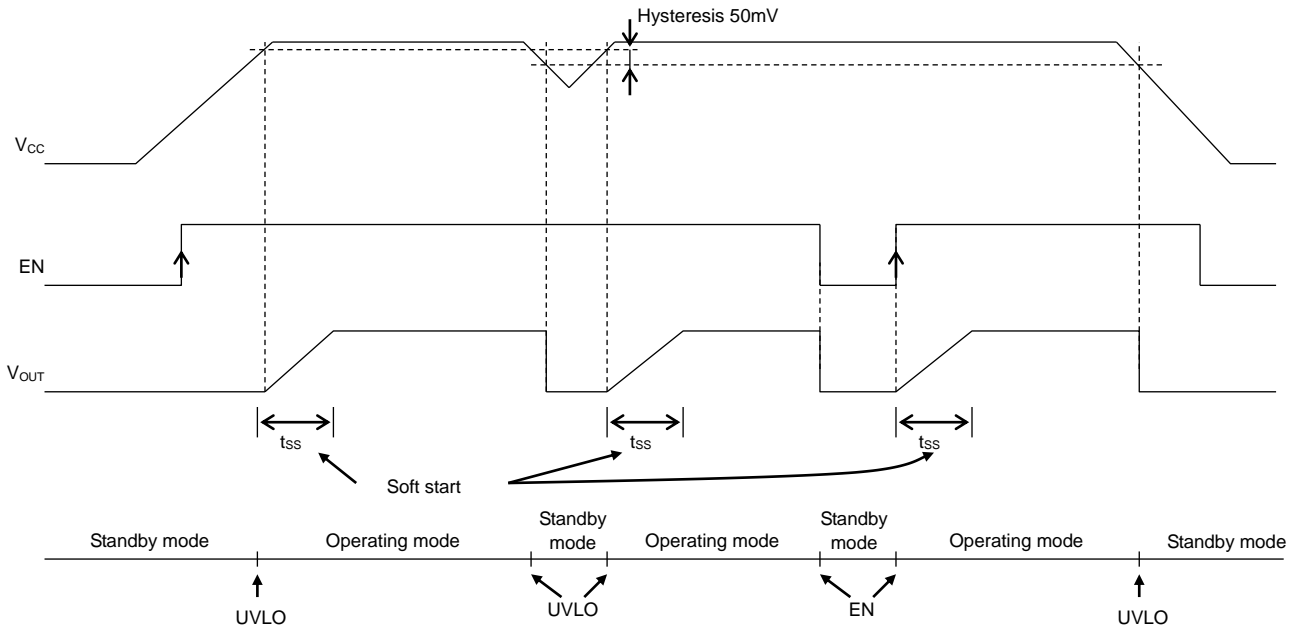 Hysteresis 50mV
VCC
EN
VOUT
tss
tss
tss
Soft start
Standby mode
Operating mode
Standby
mode
Operating mode
Standby
mode
Operating mode
Standby mode
UVLO
UVLO
EN
UVLO